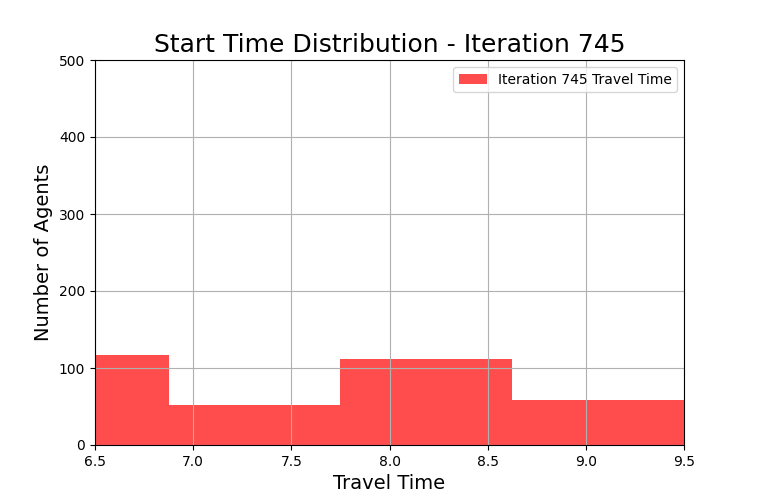 Start Time Distribution - Iteration 745
Iteration 745 Travel Time
Number of Agents
500
400
300
200
100
0
6.5 7.0 7.5 8.0 8.5 9.0 9.5
Travel Time